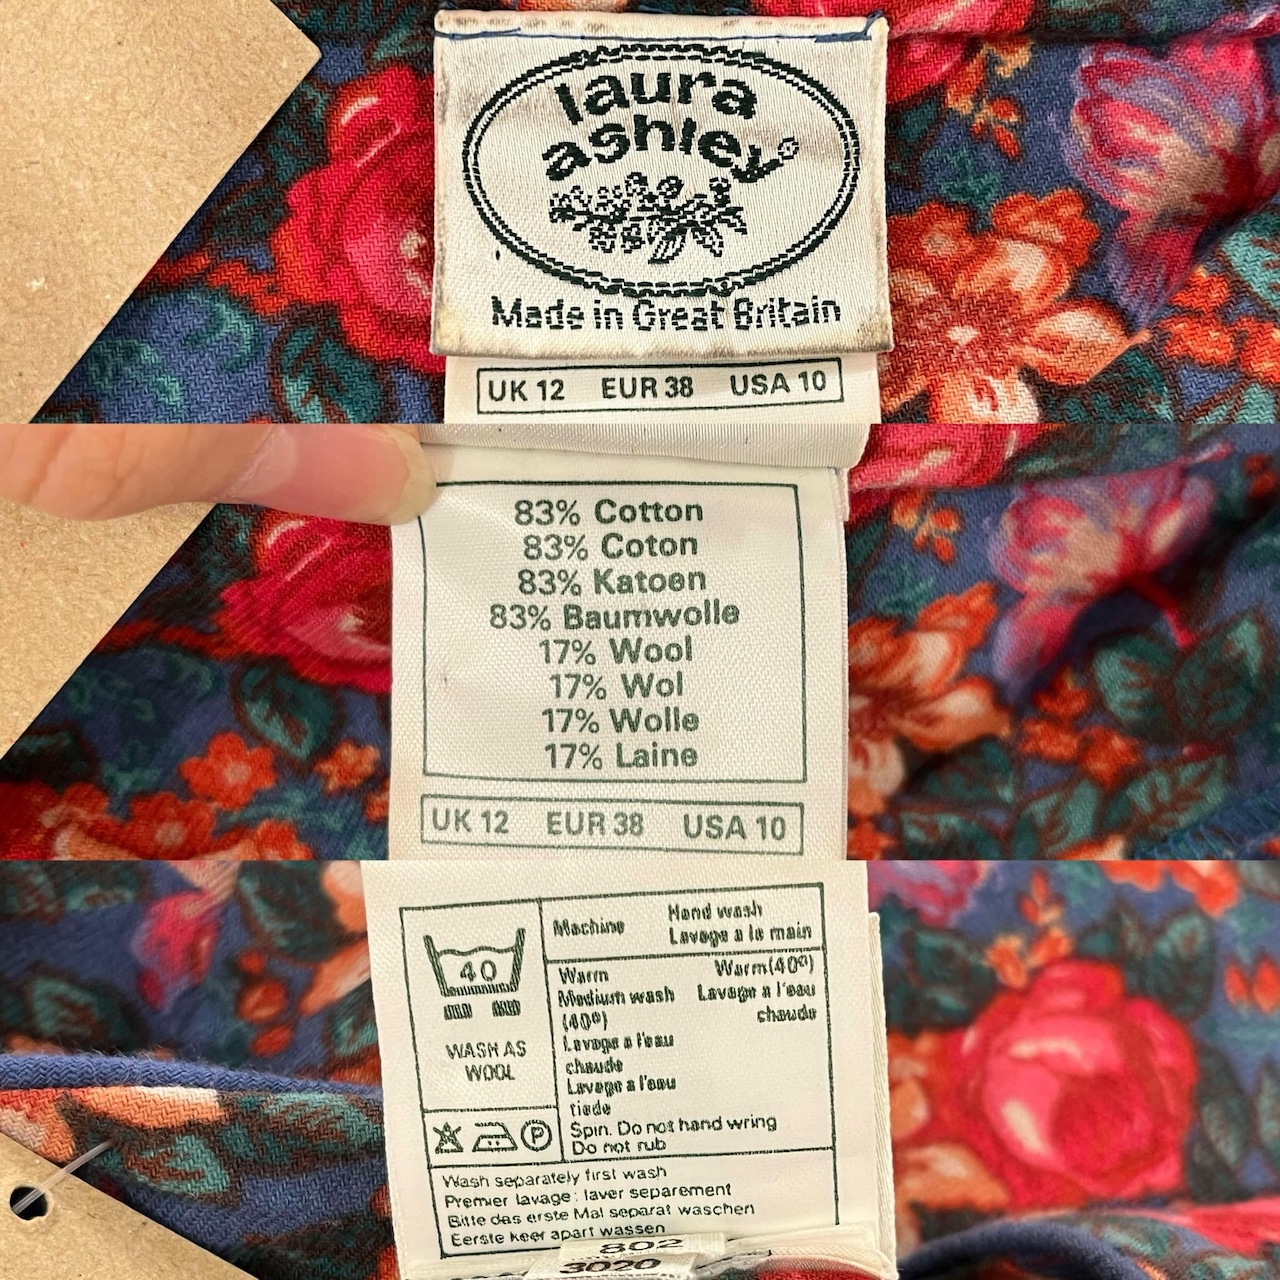 laura
ashley
Made in Great Britain
UK 12 EUR 38 USA 10
83% Cotton
83% Coton
83% Katoen
83% Baumwolle
17% Wool
17% Wol
17% Wolle
17% Laine
UK 12 EUR 38 USA 10
40
WASH AS
WOOL
P
Machine
Hand wash
Lavage a le main
Warm
Medium wash
(40º)
Lavage a l'eau
chaude
Lavage a l'eau
tiede
Warm(40º)
Lavage a l'eau
chaude
Spin. Do not hand wring
Do not rub
Wash separately first wash
Premier lavage: laver separement
Bitte das erste Mal separat waschen
Eerste keer apart wassen
802
3020